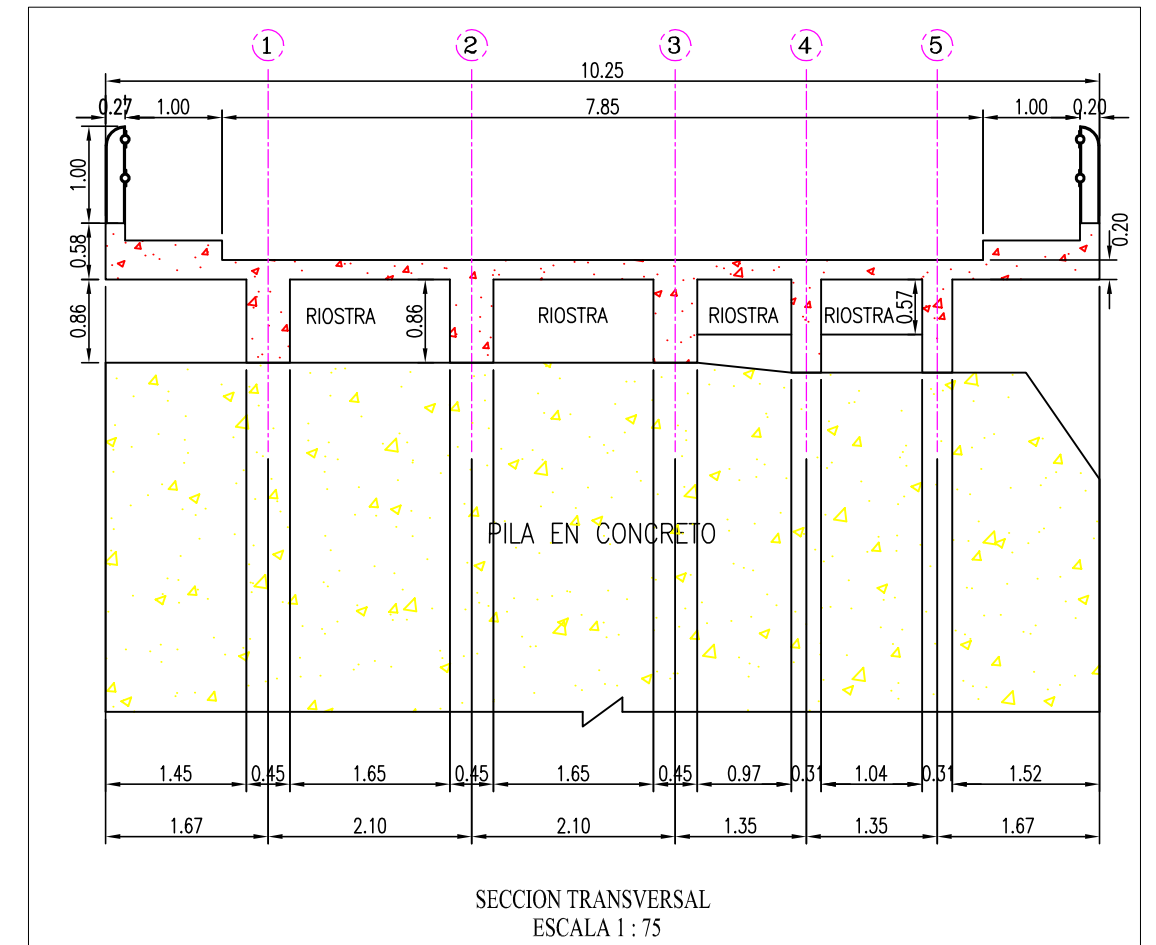 1 2 3 4 5
10.25
0.27 1.00 7.85 1.00 0.20
1.00
0.58
0.20
0.86
RIOSTRA
0.86
RIOSTRA
RIOSTRA
RIOSTRA
0.57
PILA EN CONCRETO
1.45 0.45 1.65 0.45 1.65 0.45 0.97 0.31 1.04 0.31 1.52
1.67 2.10 2.10 1.35 1.35 1.67
SECCION TRANSVERSAL
ESCALA 1 : 75